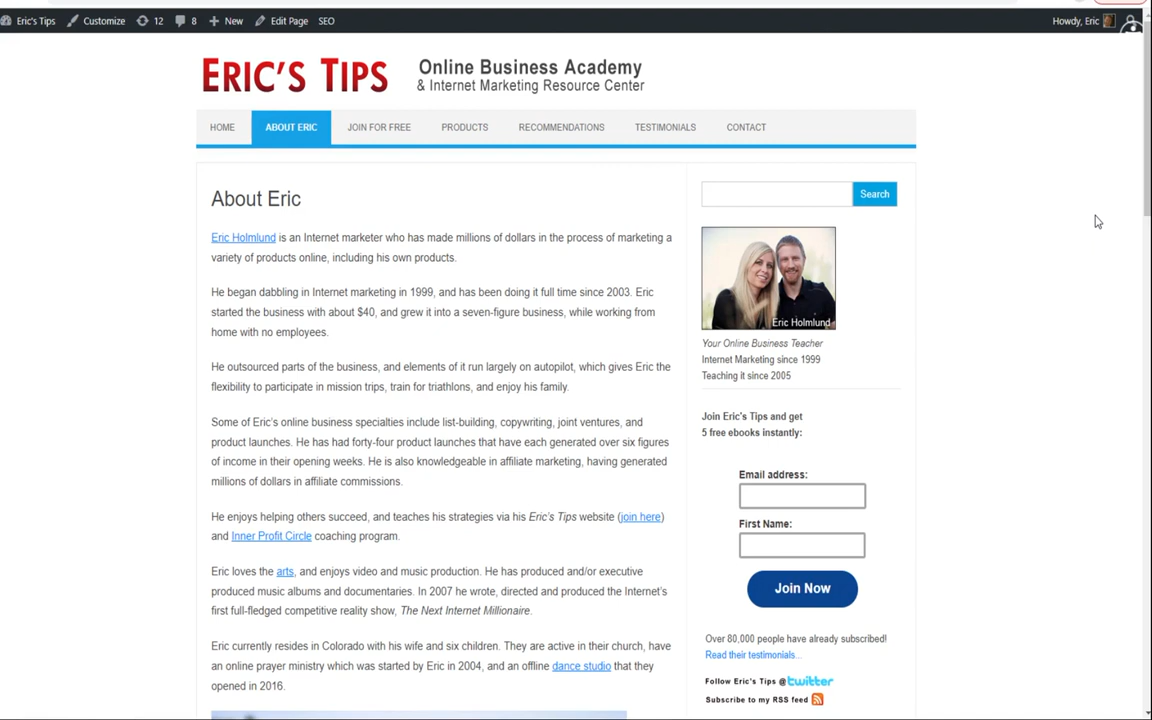 Eric's Tips Customize 12 8 New Edit Page SEO Howdy, Eric
ERIC'S TIPS
Online Business Academy
& Internet Marketing Resource Center
HOME ABOUT ERIC JOIN FOR FREE PRODUCTS RECOMMENDATIONS TESTIMONIALS CONTACT
About Eric
Eric Holmlund is an Internet marketer who has made millions of dollars in the process of marketing a
variety of products online, including his own products.
He began dabbling in Internet marketing in 1999, and has been doing it full time since 2003. Eric
started the business with about $40, and grew it into a seven-figure business, while working from
home with no employees.
He outsourced parts of the business, and elements of it run largely on autopilot, which gives Eric the
flexibility to participate in mission trips, train for triathlons, and enjoy his family.
Some of Eric's online business specialties include list-building, copywriting, joint ventures, and
product launches. He has had forty-four product launches that have each generated over six figures
of income in their opening weeks. He is also knowledgeable in affiliate marketing, having generated
millions of dollars in affiliate commissions.
He enjoys helping others succeed, and teaches his strategies via his Eric's Tips website (join here)
and Inner Profit Circle coaching program.
Eric loves the arts, and enjoys video and music production. He has produced and/or executive
produced music albums and documentaries. In 2007 he wrote, directed and produced the Internet's
first full-fledged competitive reality show, The Next Internet Millionaire.
Eric currently resides in Colorado with his wife and six children. They are active in their church, have
an online prayer ministry which was started by Eric in 2004, and an offline dance studio that they
opened in 2016.
Search
Eric Holmlund
Your Online Business Teacher
Internet Marketing since 1999
Teaching it since 2005
Join Eric's Tips and get
5 free ebooks instantly:
Email address:
First Name:
Join Now
Over 80,000 people have already subscribed!
Read their testimonials...
Follow Eric's Tips @twitter
Subscribe to my RSS feed